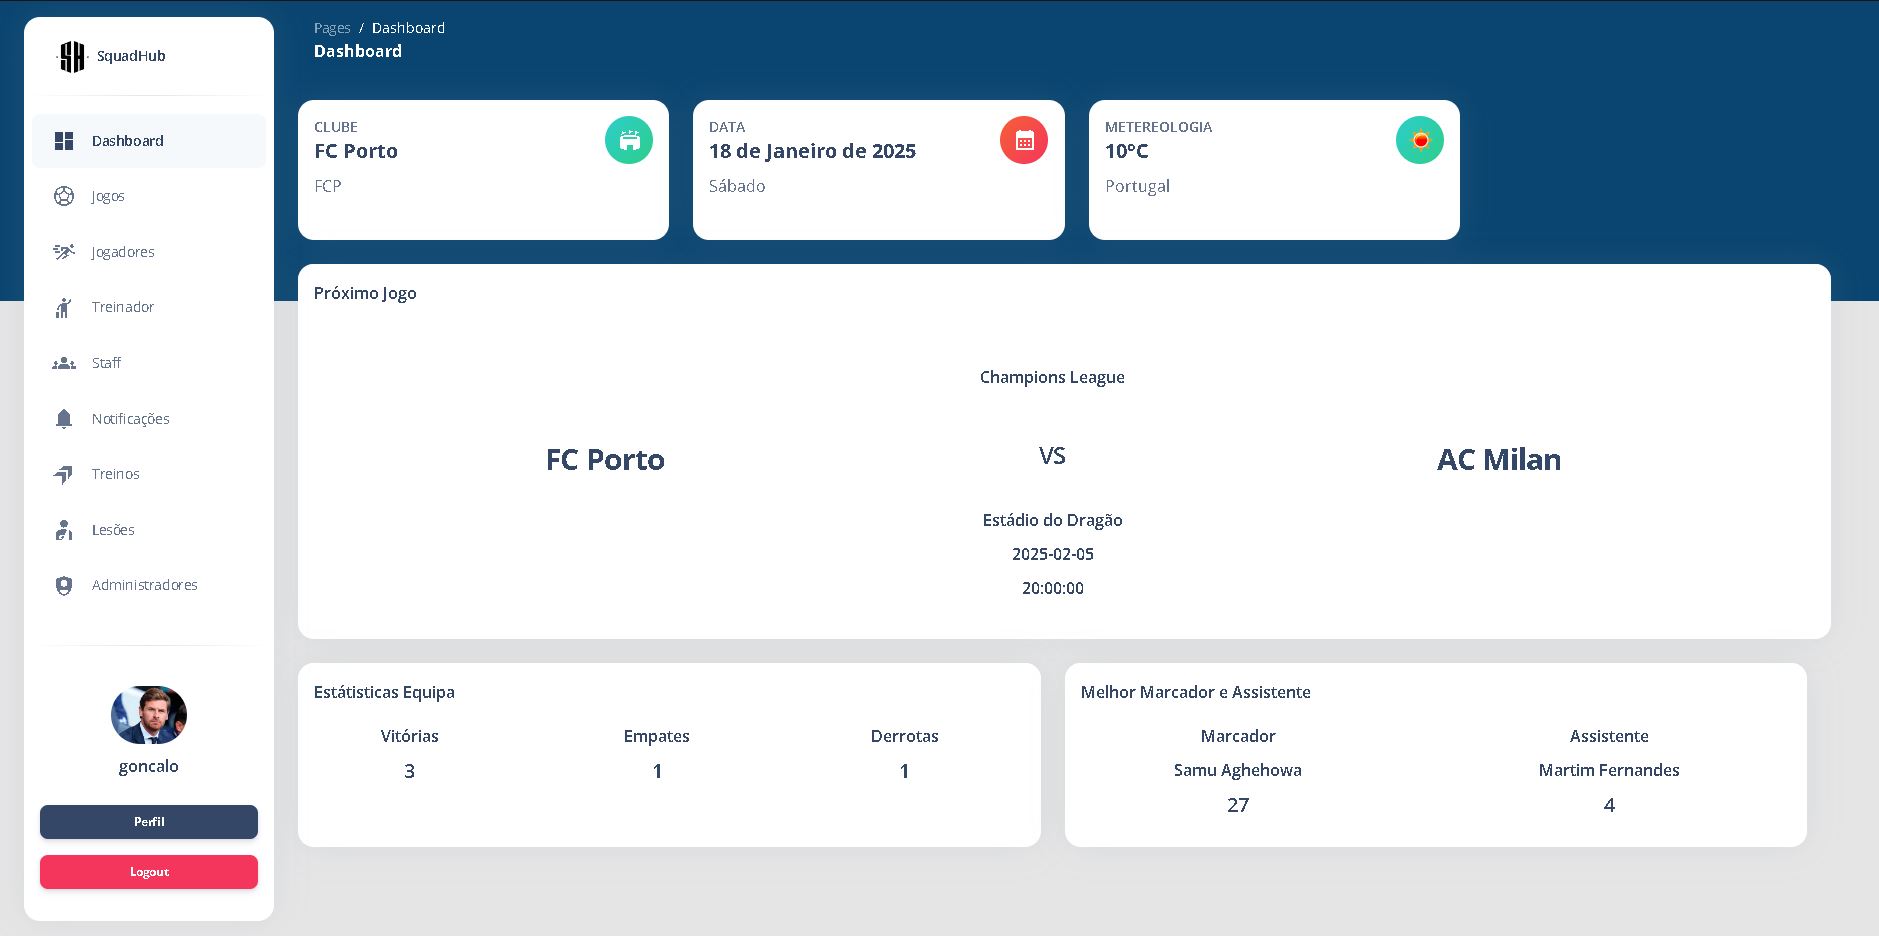 SH
SquadHub
Dashboard
Jogos
Jogadores
Treinador
Staff
Notificações
Treinos
Lesões
Administradores
goncalo
Perfil
Logout
Pages / Dashboard
Dashboard
CLUBE
FC Porto
FCP
DATA
18 de Janeiro de 2025
Sábado
METEREOLOGIA
10°C
Portugal
Próximo Jogo
Champions League
FC Porto
VS
AC Milan
Estádio do Dragão
2025-02-05
20:00:00
Estátisticas Equipa
Vitórias
3
Empates
1
Derrotas
1
Melhor Marcador e Assistente
Marcador
Samu Aghehowa
27
Assistente
Martim Fernandes
4